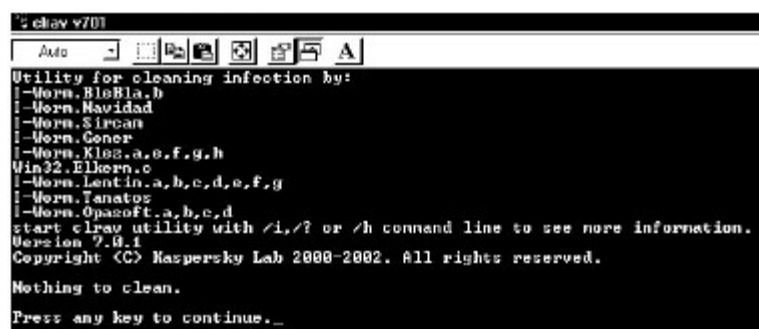 clrav v701
Auto
A
Utility for cleaning infection by:
I-Worm.BleBla.b
I-Worm.Navidad
I-Worm.Sircam
I-Worm.Goner
I-Worm.Klez.a,e,f,g,h
Win32.Elkern.c
I-Worm.Lentin.a,b,c,d,e,f,g
I-Worm.Tanatos
I-Worm.Opasoft.a,b,c,d
start clrav utility with /i,/? or /h command line to see more information.
Version 7.0.1
Copyright (C) Kaspersky Lab 2000-2002. All rights reserved.
Nothing to clean.
Press any key to continue._